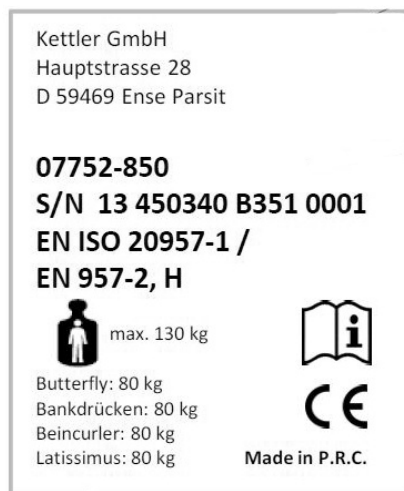 Kettler GmbH
Hauptstrasse 28
D 59469 Ense Parsit
07752-850
S/N 13 450340 B351 0001
EN ISO 20957-1 /
EN 957-2, H
max. 130 kg
Butterfly: 80 kg
Bankdrücken: 80 kg
Beincurler: 80 kg
Latissimus: 80 kg
CE
Made in P.R.C.